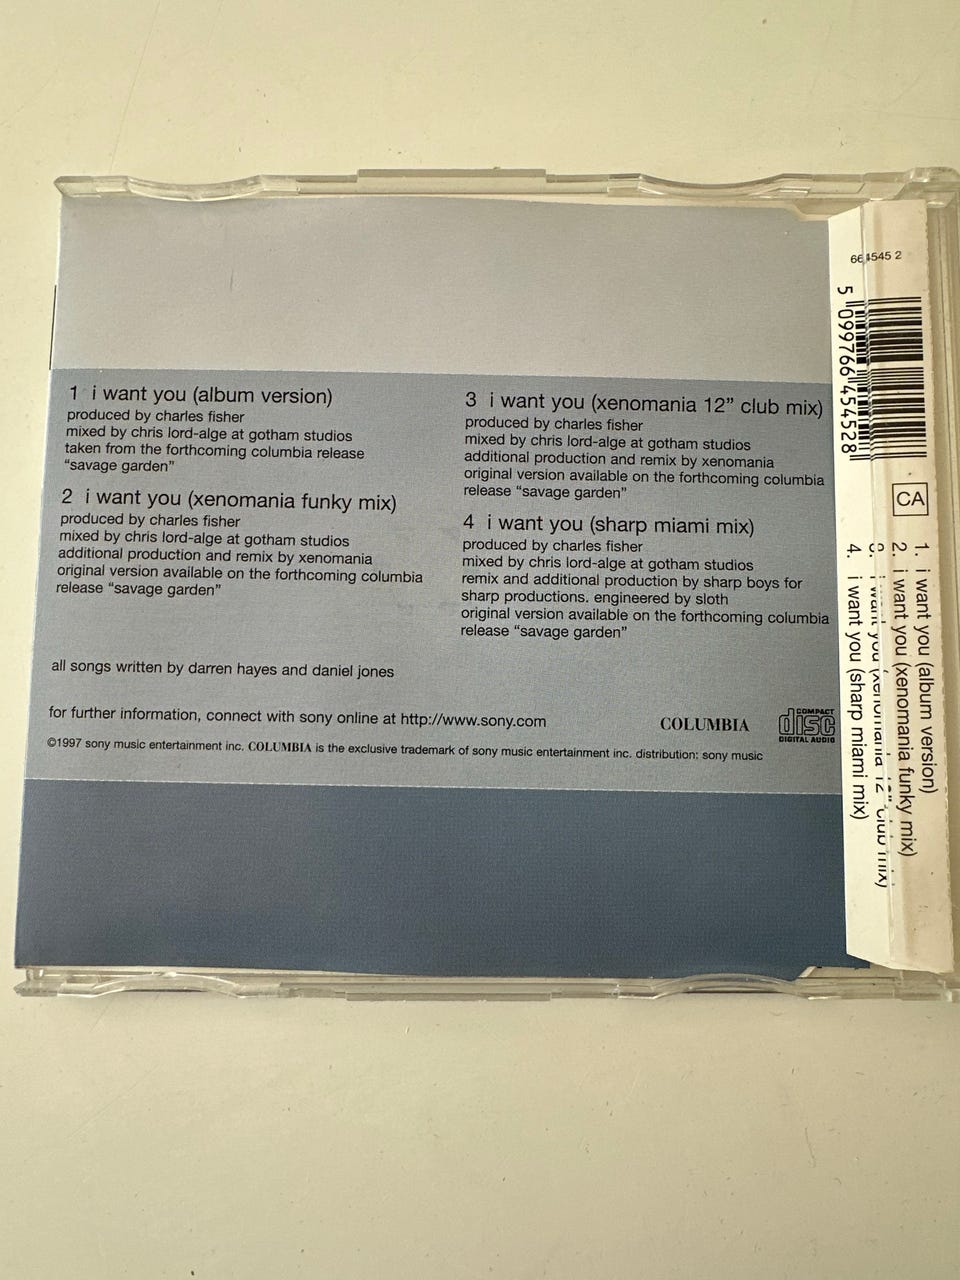 1 i want you (album version)
produced by charles fisher
mixed by chris lord-alge at gotham studios
taken from the forthcoming columbia release
“savage garden”
2 i want you (xenomania funky mix)
produced by charles fisher
mixed by chris lord-alge at gotham studios
additional production and remix by xenomania
original version available on the forthcoming columbia
release “savage garden”
3 i want you (xenomania 12” club mix)
produced by charles fisher
mixed by chris lord-alge at gotham studios
additional production and remix by xenomania
original version available on the forthcoming columbia
release “savage garden”
4 i want you (sharp miami mix)
produced by charles fisher
mixed by chris lord-alge at gotham studios
remix and additional production by sharp boys for
sharp productions. engineered by sloth
original version available on the forthcoming columbia
release “savage garden”
all songs written by darren hayes and daniel jones
for further information, connect with sony online at http://www.sony.com
COLUMBIA
COMPACT
disc
DIGITAL AUDIO
©1997 sony music entertainment inc. COLUMBIA is the exclusive trademark of sony music entertainment inc. distribution: sony music
664545 2
5 099766 454528
CA
1. i want you (album version)
2. i want you (xenomania funky mix)
3. i want you (xenomania 12" club mix)
4. i want you (sharp miami mix)